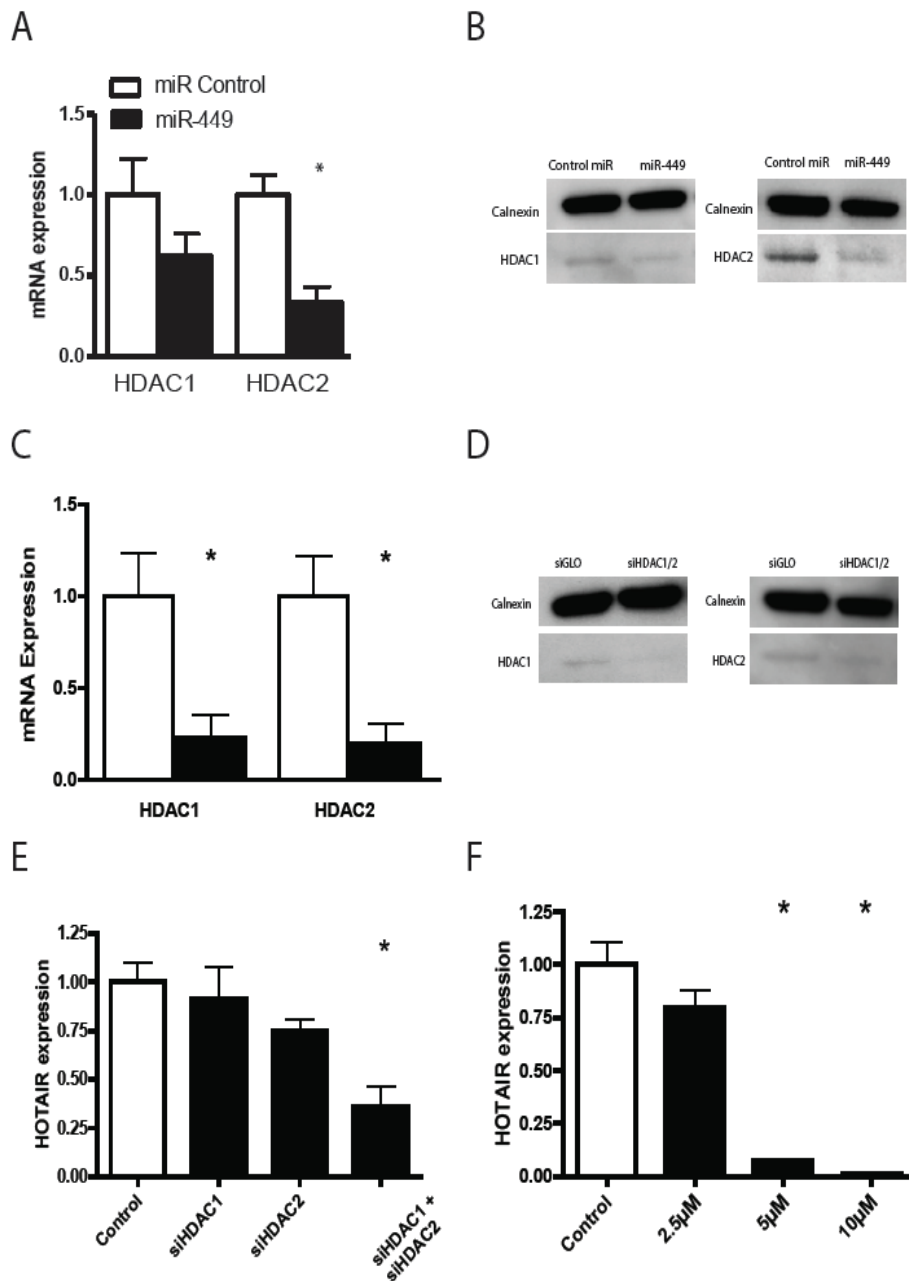 A
miR Control
miR-449
mRNA expression
1.5
1.0
0.5
0.0
*
HDAC1 HDAC2
B
Control miR miR-449
Calnexin
HDAC1
Control miR miR-449
Calnexin
HDAC2
C
mRNA Expression
1.5
1.0
0.5
0.0
* *
HDAC1 HDAC2
D
siGLO siHDAC1/2
Calnexin
HDAC1
siGLO siHDAC1/2
Calnexin
HDAC2
E
HOTAIR expression
1.25
1.00
0.75
0.50
0.25
0.00
*
Control
siHDAC1
siHDAC2
siHDAC1 +
siHDAC2
F
HOTAIR expression
1.25
1.00
0.75
0.50
0.25
0.00
* *
Control
2.5µM
5µM
10µM